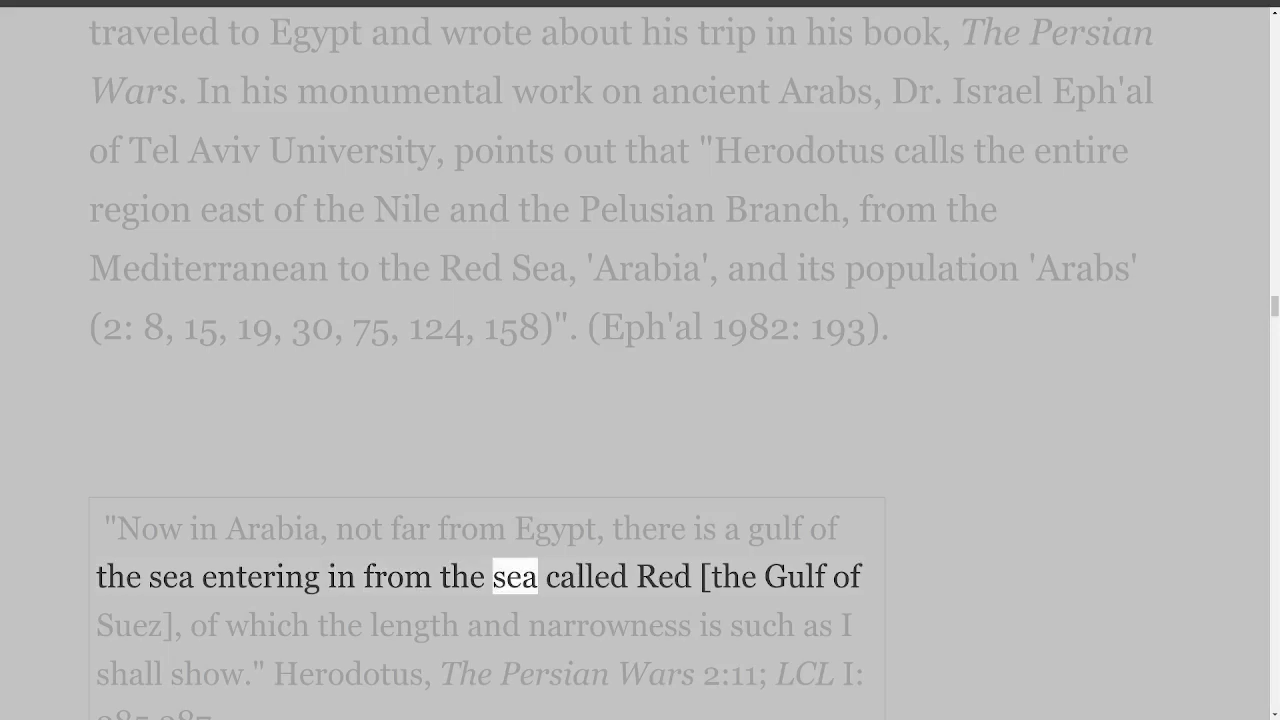 traveled to Egypt and wrote about his trip in his book, The Persian
Wars. In his monumental work on ancient Arabs, Dr. Israel Eph'al
of Tel Aviv University, points out that "Herodotus calls the entire
region east of the Nile and the Pelusian Branch, from the
Mediterranean to the Red Sea, 'Arabia', and its population 'Arabs'
(2: 8, 15, 19, 30, 75, 124, 158)". (Eph'al 1982: 193).
"Now in Arabia, not far from Egypt, there is a gulf of
the sea entering in from the sea called Red [the Gulf of
Suez], of which the length and narrowness is such as I
shall show." Herodotus, The Persian Wars 2:11; LCL I: